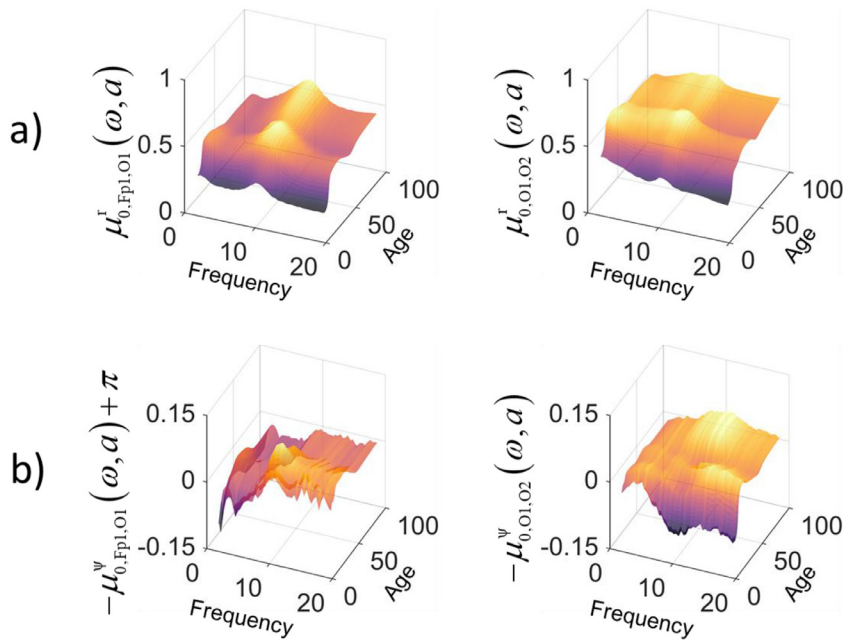 a)
μ^r_{0,Fp1,O1}(ω,a)
1
0.5
0
0
10
20
Frequency
0
50
100
Age
μ^r_{0,O1,O2}(ω,a)
1
0.5
0
0
10
20
Frequency
0
50
100
Age
b)
−μ^ψ_{0,Fp1,O1}(ω,a)+π
0.15
0
-0.15
0
10
20
Frequency
0
50
100
Age
−μ^ψ_{0,O1,O2}(ω,a)
0.15
0
-0.15
0
10
20
Frequency
0
50
100
Age